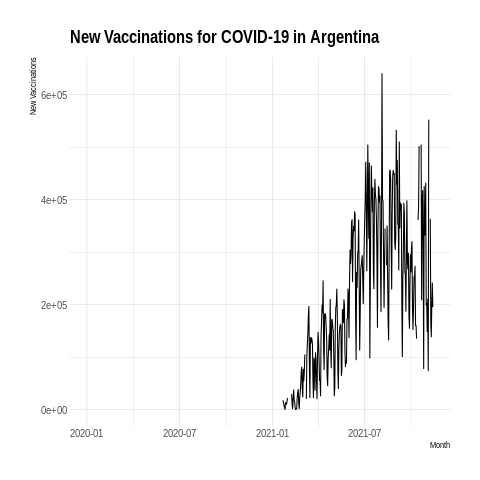 New Vaccinations for COVID-19 in Argentina
New Vaccinations
6e+05
4e+05
2e+05
0e+00
2020-01 2020-07 2021-01 2021-07
Month